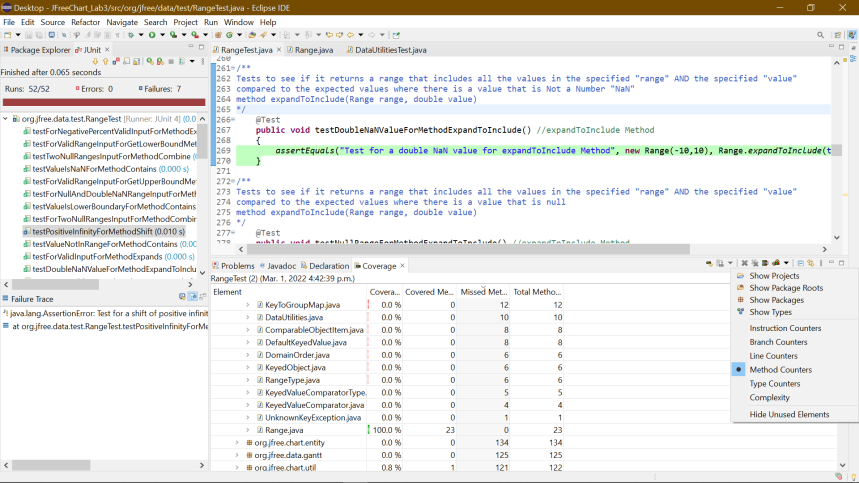 Desktop - JFreeChart_Lab3/src/org/jfree/data/test/RangeTest.java - Eclipse IDE
File Edit Source Refactor Navigate Search Project Run Window Help
Package Explorer JUnit
Finished after 0.065 seconds
Runs: 52/52 Errors: 0 Failures: 7
org.jfree.data.test.RangeTest [Runner: JUnit 4] (0.0
testForNegativePercentValidInputForMethodEx
testForValidRangeInputForGetLowerBoundMet
testTwoNullRangesInputForMethodCombine (
testValueIsNaNForMethodContains (0.000 s)
testForValidRangeInputForGetUpperBoundMe
testForValidAndDoubleNaNRangeInputForMet
testValueIsLowerBoundaryForMethodContains
testForTwoNullRangesInputForMethodCombir
testPositiveInfinityForMethodShift (0.010 s)
testValueNotInRangeForMethodContains (0.00
testForValidInputForMethodExpands (0.000 s)
testDoubleNaNValueForMethodExpandToInclu
Failure Trace
java.lang.AssertionError: Test for a shift of positive infinit
at org.jfree.data.test.RangeTest.testPositiveInfinityForMe
RangeTest.java Range.java DataUtilitiesTest.java
260
261 /**
262 Tests to see if it returns a range that includes all the values in the specified "range" AND the specified "value"
263 compared to the expected values where there is a value that is Not a Number "NaN"
264 method expandToInclude(Range range, double value)
265 */
266 @Test
267 public void testDoubleNaNValueForMethodExpandToInclude() //expandToInclude Method
268 {
269 assertEquals("Test for a double NaN value for expandToInclude Method", new Range(-10,10), Range.expandToInclude(t
270 }
271
272 /**
273 Tests to see if it returns a range that includes all the values in the specified "range" AND the specified "value"
274 compared to the expected values where there is a value that is null
275 method expandToInclude(Range range, double value)
276 */
277 @Test
278 public void testNullRangeForMethodExpandToInclude() //expandToInclude Method
Problems Javadoc Declaration Coverage
RangeTest (2) (Mar. 1, 2022 4:42:39 p.m.)
Element Covera... Covered Me... Missed Met... Total Metho...
KeyToGroupMap.java 0.0 % 0 12 12
DataUtilities.java 0.0 % 0 10 10
ComparableObjectItem.java 0.0 % 0 8 8
DefaultKeyedValue.java 0.0 % 0 8 8
DomainOrder.java 0.0 % 0 6 6
KeyedObject.java 0.0 % 0 6 6
RangeType.java 0.0 % 0 6 6
KeyedValueComparatorType. 0.0 % 0 5 5
KeyedValueComparator.java 0.0 % 0 4 4
UnknownKeyException.java 0.0 % 0 1 1
Range.java 100.0 % 23 0 23
org.jfree.chart.entity 0.0 % 0 134 134
org.jfree.data.gantt 0.0 % 0 125 125
org.jfree.chart.util 0.8 % 1 121 122
Show Projects
Show Package Roots
Show Packages
Show Types
Instruction Counters
Branch Counters
Line Counters
Method Counters
Type Counters
Complexity
Hide Unused Elements